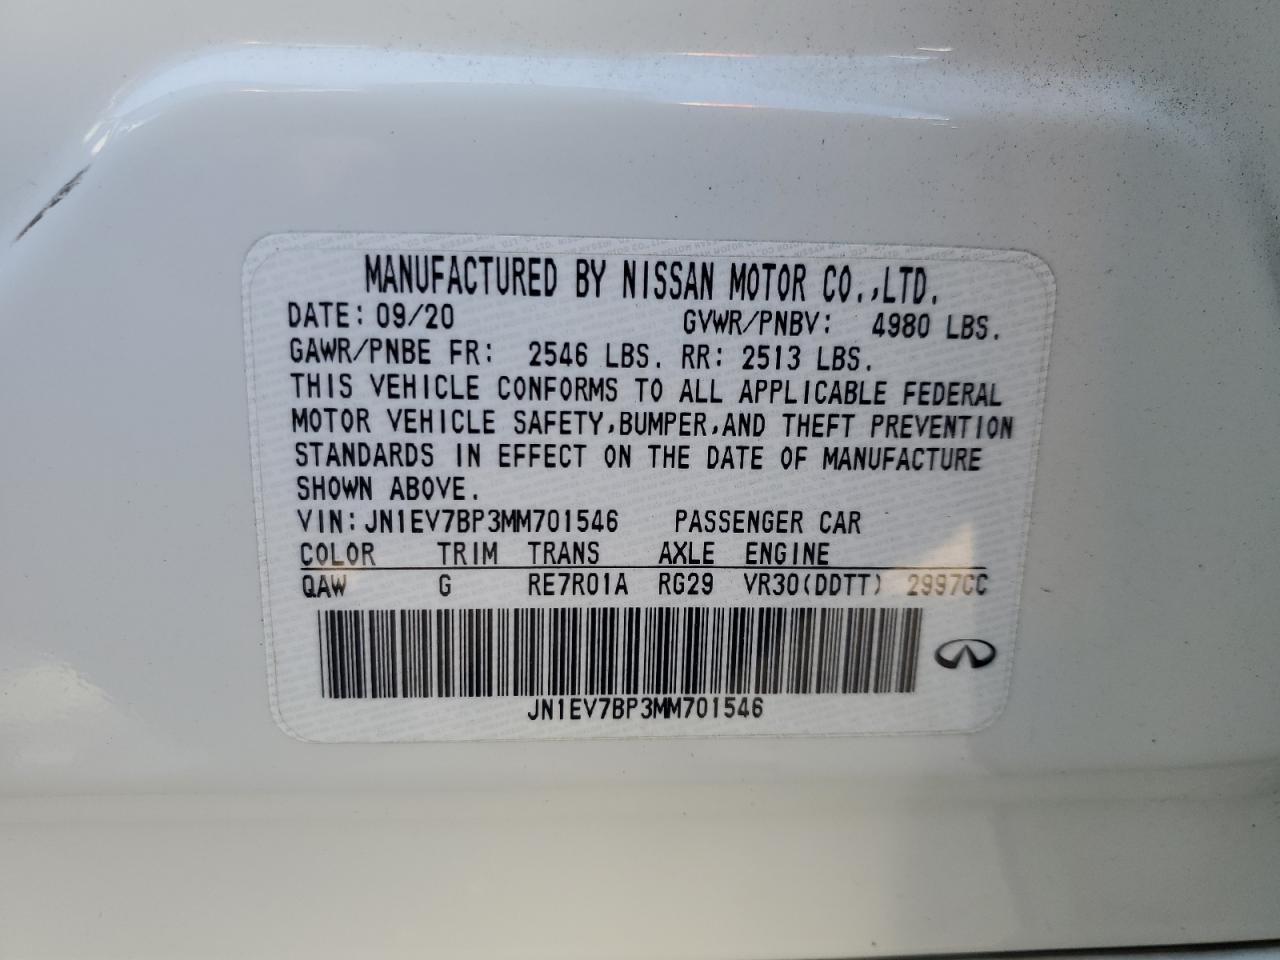 MANUFACTURED BY NISSAN MOTOR CO.,LTD.
DATE: 09/20 GVWR/PNBV: 4980 LBS.
GAWR/PNBE FR: 2546 LBS. RR: 2513 LBS.
THIS VEHICLE CONFORMS TO ALL APPLICABLE FEDERAL
MOTOR VEHICLE SAFETY,BUMPER,AND THEFT PREVENTION
STANDARDS IN EFFECT ON THE DATE OF MANUFACTURE
SHOWN ABOVE.
VIN: JN1EV7BP3MM701546 PASSENGER CAR
COLOR TRIM TRANS AXLE ENGINE
QAW G RE7R01A RG29 VR30(DDTT) 2997CC
JN1EV7BP3MM701546